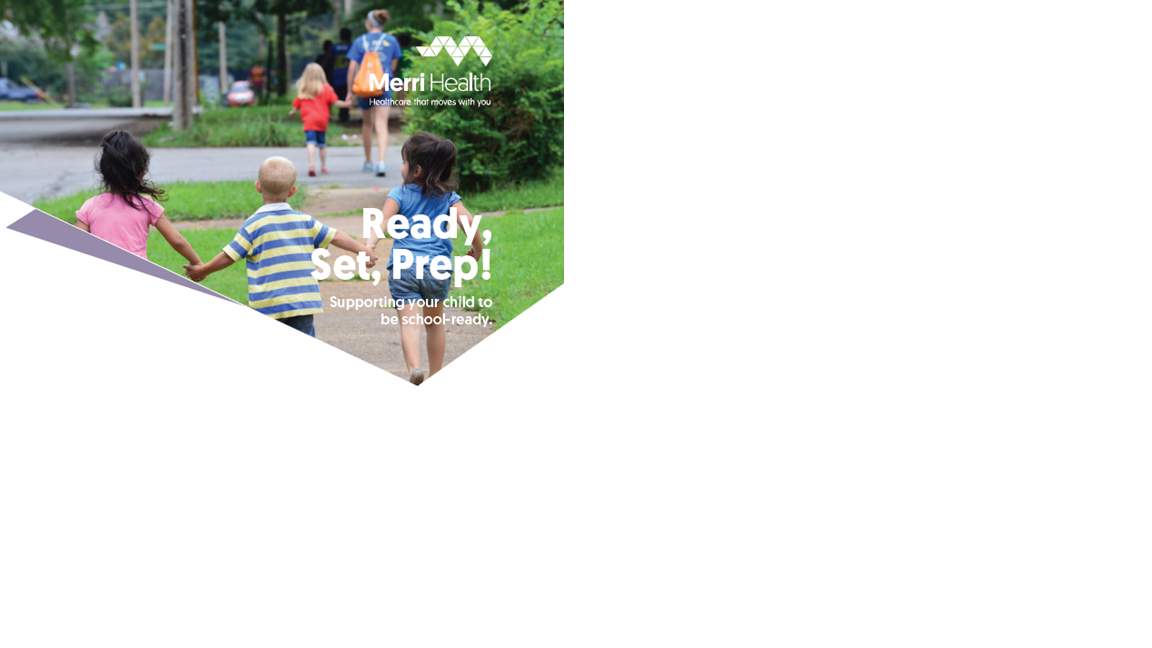 Merri Health
Healthcare that moves with you
Ready,
Set, Prep!
Supporting your child to
be school-ready.